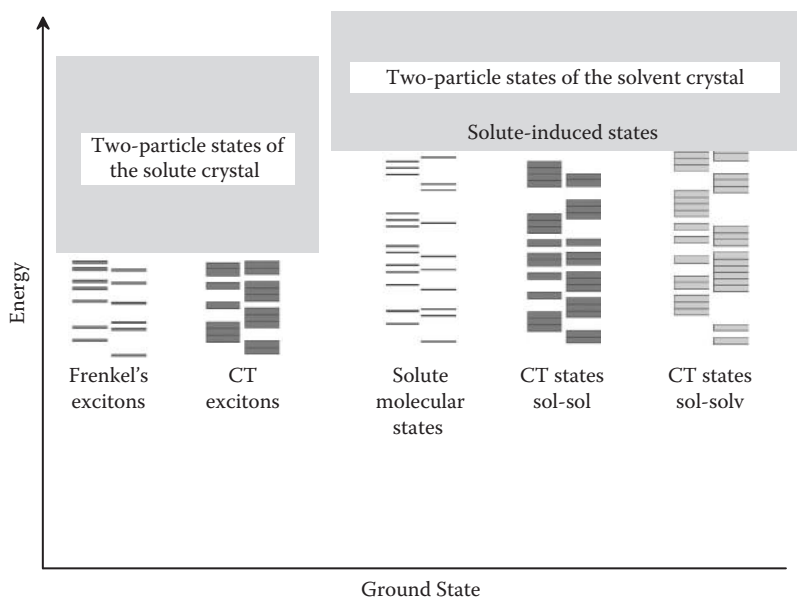 Two-particle states of the solvent crystal
Solute-induced states
Two-particle states of
the solute crystal
Energy
Frenkel's
excitons
CT
excitons
Solute
molecular
states
CT states
sol-sol
CT states
sol-solv
Ground State